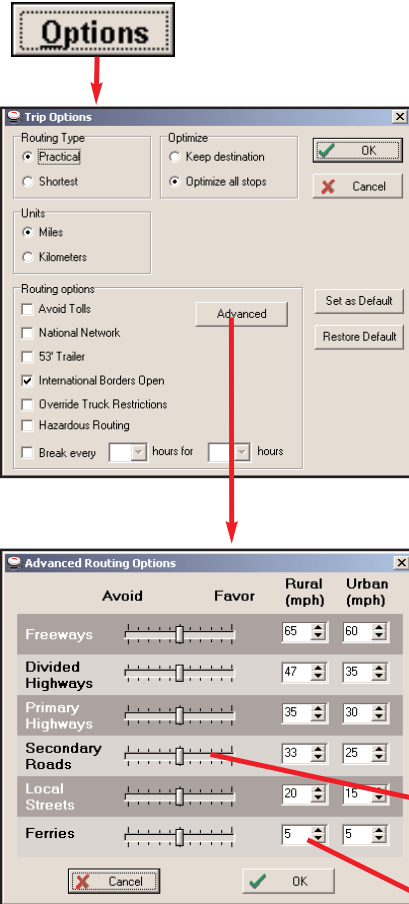 Options
Trip Options
Routing Type
Practical
Shortest
Optimize
Keep destination
Optimize all stops
OK
Cancel
Units
Miles
Kilometers
Routing options
Avoid Tolls
National Network
53' Trailer
International Borders Open
Override Truck Restrictions
Hazardous Routing
Break every hours for hours
Advanced
Set as Default
Restore Default
Advanced Routing Options
Avoid Favor Rural (mph) Urban (mph)
Freeways 65 60
Divided Highways 47 35
Primary Highways 35 30
Secondary Roads 33 25
Local Streets 20 15
Ferries 5 5
Cancel OK